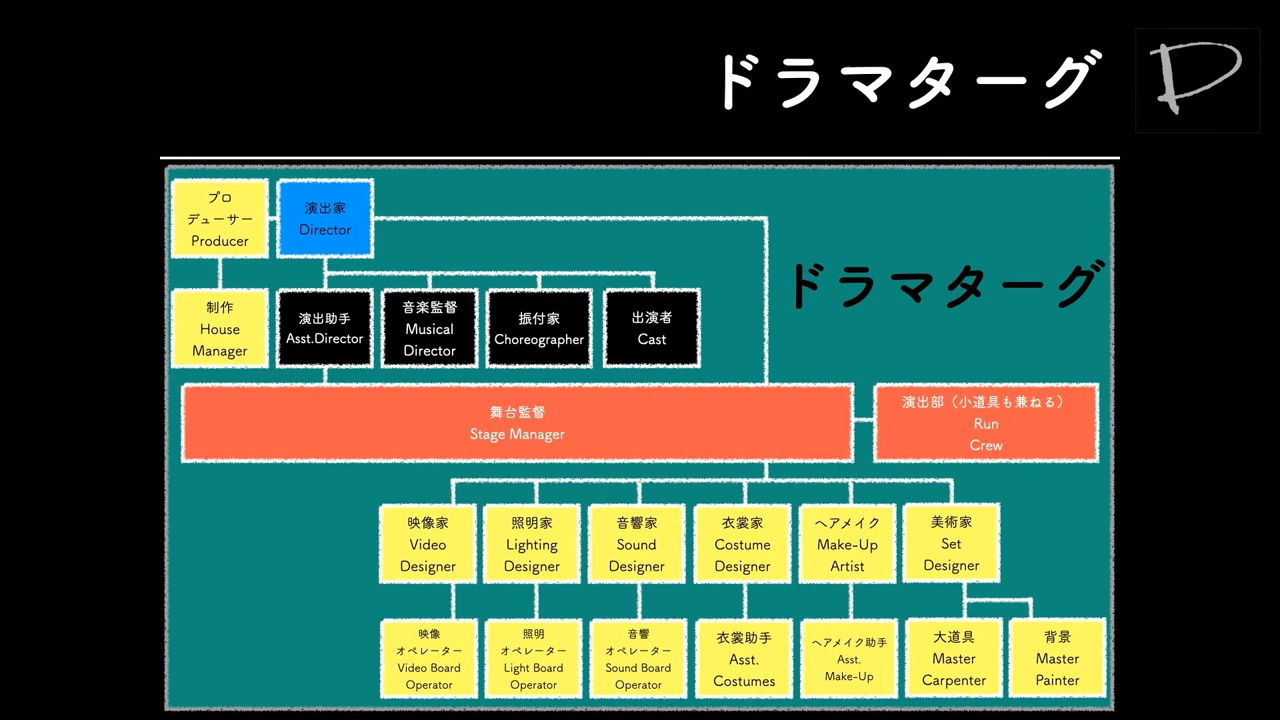 ドラマターグ
プロ
デューサー
Producer
演出家
Director
ドラマターグ
制作
House
Manager
演出助手
Asst.Director
音楽監督
Musical
Director
振付家
Choreographer
出演者
Cast
舞台監督
Stage Manager
演出部（小道具も兼ねる）
Run
Crew
映像家
Video
Designer
照明家
Lighting
Designer
音響家
Sound
Designer
衣裳家
Costume
Designer
ヘアメイク
Make-Up
Artist
美術家
Set
Designer
映像
オペレーター
Video Board
Operator
照明
オペレーター
Light Board
Operator
音響
オペレーター
Sound Board
Operator
衣裳助手
Asst.
Costumes
ヘアメイク助手
Asst.
Make-Up
大道具
Master
Carpenter
背景
Master
Painter